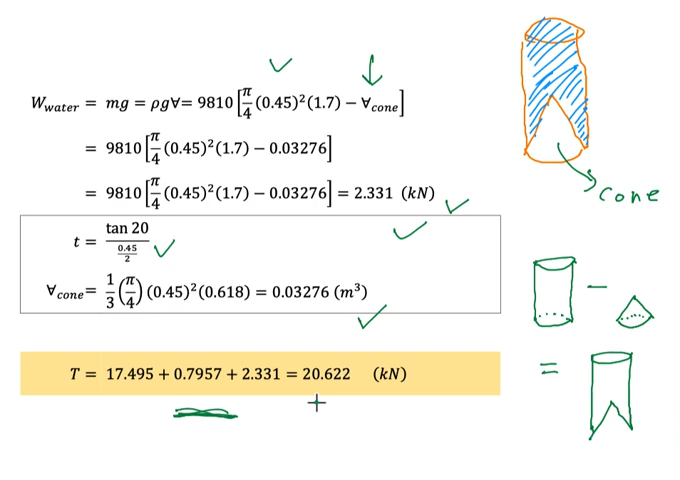 W_water = mg = ρg∀= 9810 [π/4 (0.45)²(1.7) − ∀_cone]
= 9810 [π/4 (0.45)²(1.7) − 0.03276]
= 9810 [π/4 (0.45)²(1.7) − 0.03276] = 2.331 (kN)
t = tan 20 / (0.45/2)
∀_cone = 1/3 (π/4) (0.45)²(0.618) = 0.03276 (m³)
T = 17.495 + 0.7957 + 2.331 = 20.622 (kN)
cone
−
=